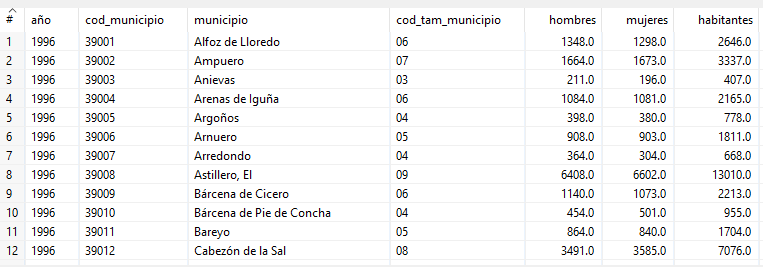 # año cod_municipio municipio cod_tam_municipio hombres mujeres habitantes
1 1996 39001 Alfoz de Lloredo 06 1348.0 1298.0 2646.0
2 1996 39002 Ampuero 07 1664.0 1673.0 3337.0
3 1996 39003 Anievas 03 211.0 196.0 407.0
4 1996 39004 Arenas de Iguña 06 1084.0 1081.0 2165.0
5 1996 39005 Argoños 04 398.0 380.0 778.0
6 1996 39006 Arnuero 05 908.0 903.0 1811.0
7 1996 39007 Arredondo 04 364.0 304.0 668.0
8 1996 39008 Astillero, El 09 6408.0 6602.0 13010.0
9 1996 39009 Bárcena de Cicero 06 1140.0 1073.0 2213.0
10 1996 39010 Bárcena de Pie de Concha 04 454.0 501.0 955.0
11 1996 39011 Bareyo 05 864.0 840.0 1704.0
12 1996 39012 Cabezón de la Sal 08 3491.0 3585.0 7076.0